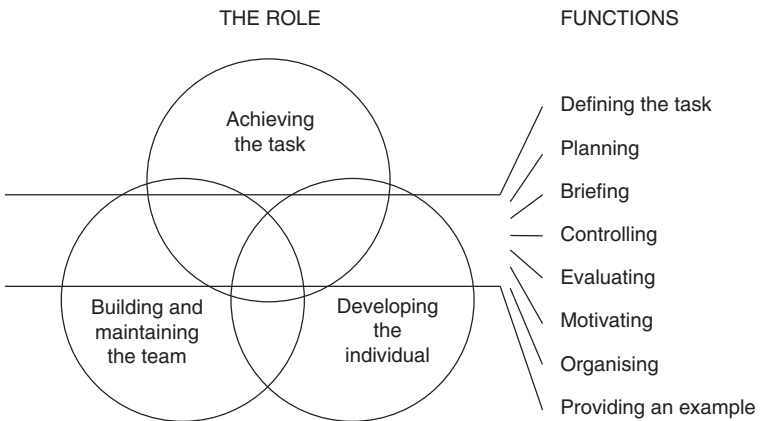 THE ROLE
FUNCTIONS
Achieving
the task
Building and
maintaining
the team
Developing
the
individual
Defining the task
Planning
Briefing
Controlling
Evaluating
Motivating
Organising
Providing an example